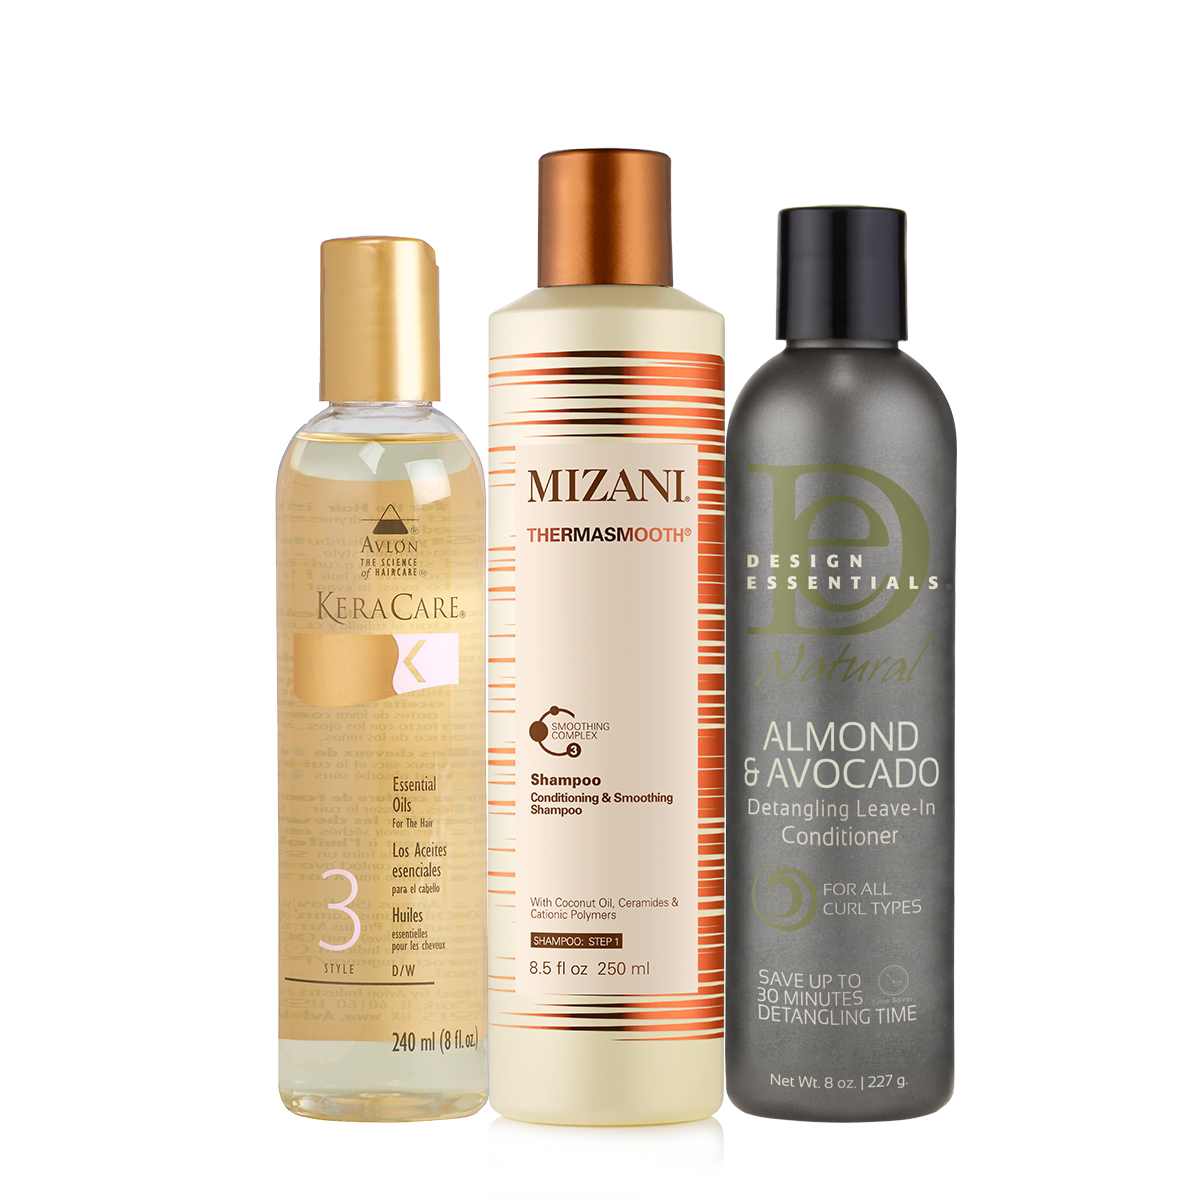 AVLON®
THE SCIENCE
of HAIRCARE®
KERACARE®
Essential
Oils
For The Hair
Los Aceites
esenciales
para el cabello
Huiles
essentielles
pour les cheveux
3
STYLE
D/W
240 ml (8 fl. oz.)
MIZANI®
THERMASMOOTH®
SMOOTHING
COMPLEX
3
Shampoo
Conditioning & Smoothing
Shampoo
With Coconut Oil, Ceramides &
Cationic Polymers
SHAMPOO: STEP 1
8.5 fl oz 250 ml
De
DESIGN
ESSENTIALS
Natural
ALMOND
& AVOCADO
Detangling Leave-In
Conditioner
FOR ALL
CURL TYPES
SAVE UP TO
30 MINUTES
DETANGLING TIME
Net Wt. 8 oz. | 227 g.